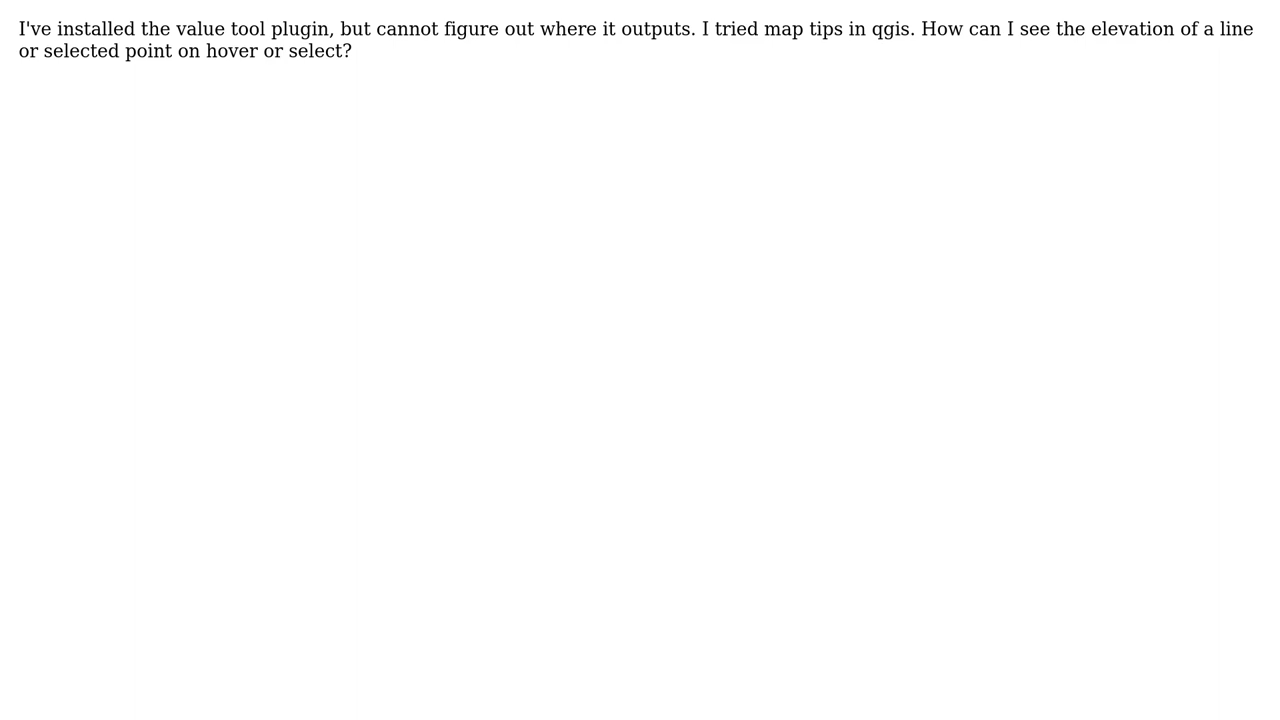 I've installed the value tool plugin, but cannot figure out where it outputs. I tried map tips in qgis. How can I see the elevation of a line
or selected point on hover or select?